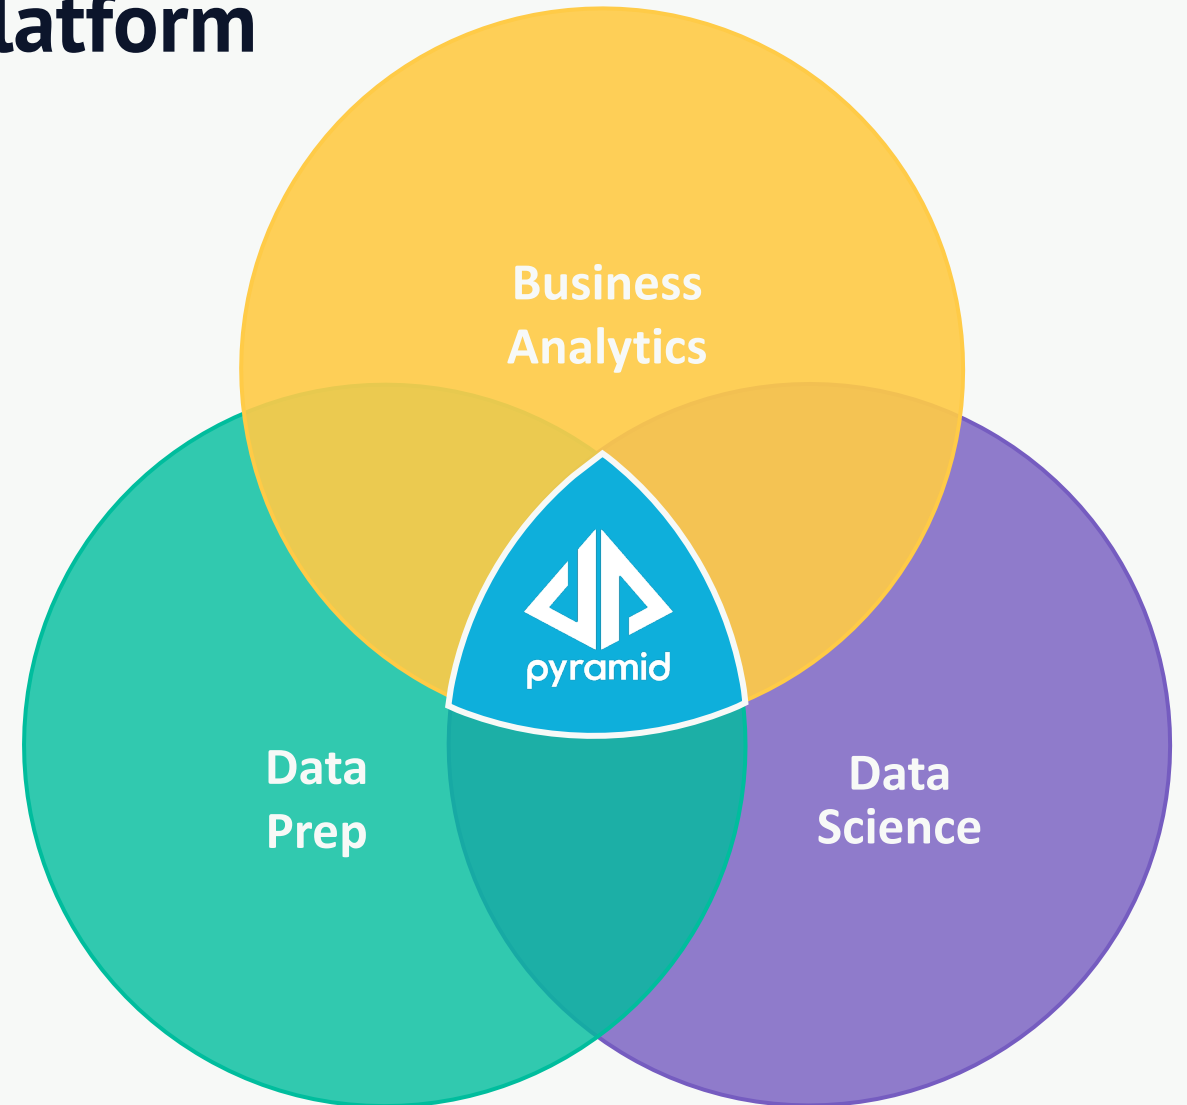 latform
Business
Analytics
pyramid
Data
Prep
Data
Science